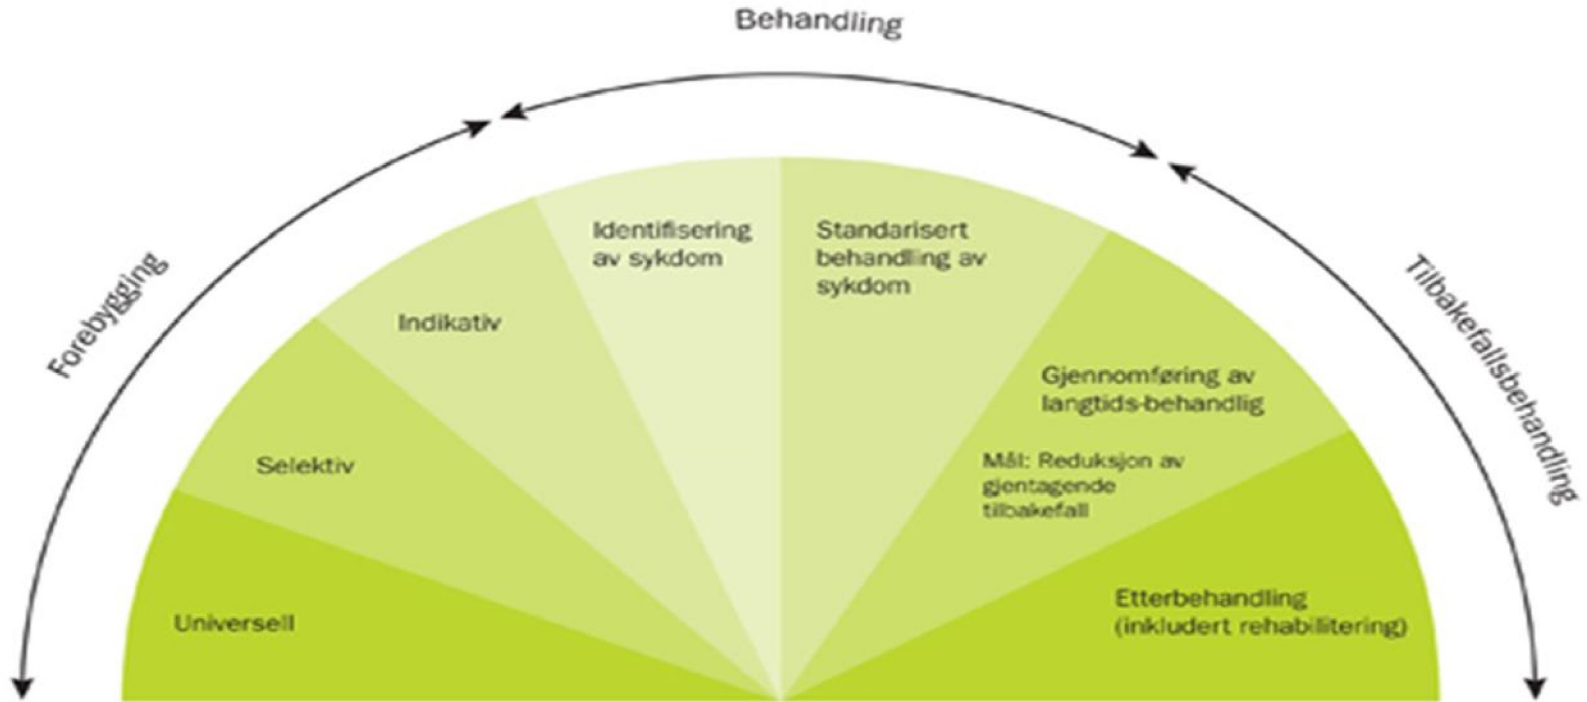 Behandling
Forebygging
Tilbakefallsbehandling
Identifisering
av sykdom
Standarisert
behandling av
sykdom
Indikativ
Gjennomføring av
langtids-behandlig
Selektiv
Mål: Reduksjon av
gjentagende
tilbakefall
Universell
Etterbehandling
(inkludert rehabilitering)